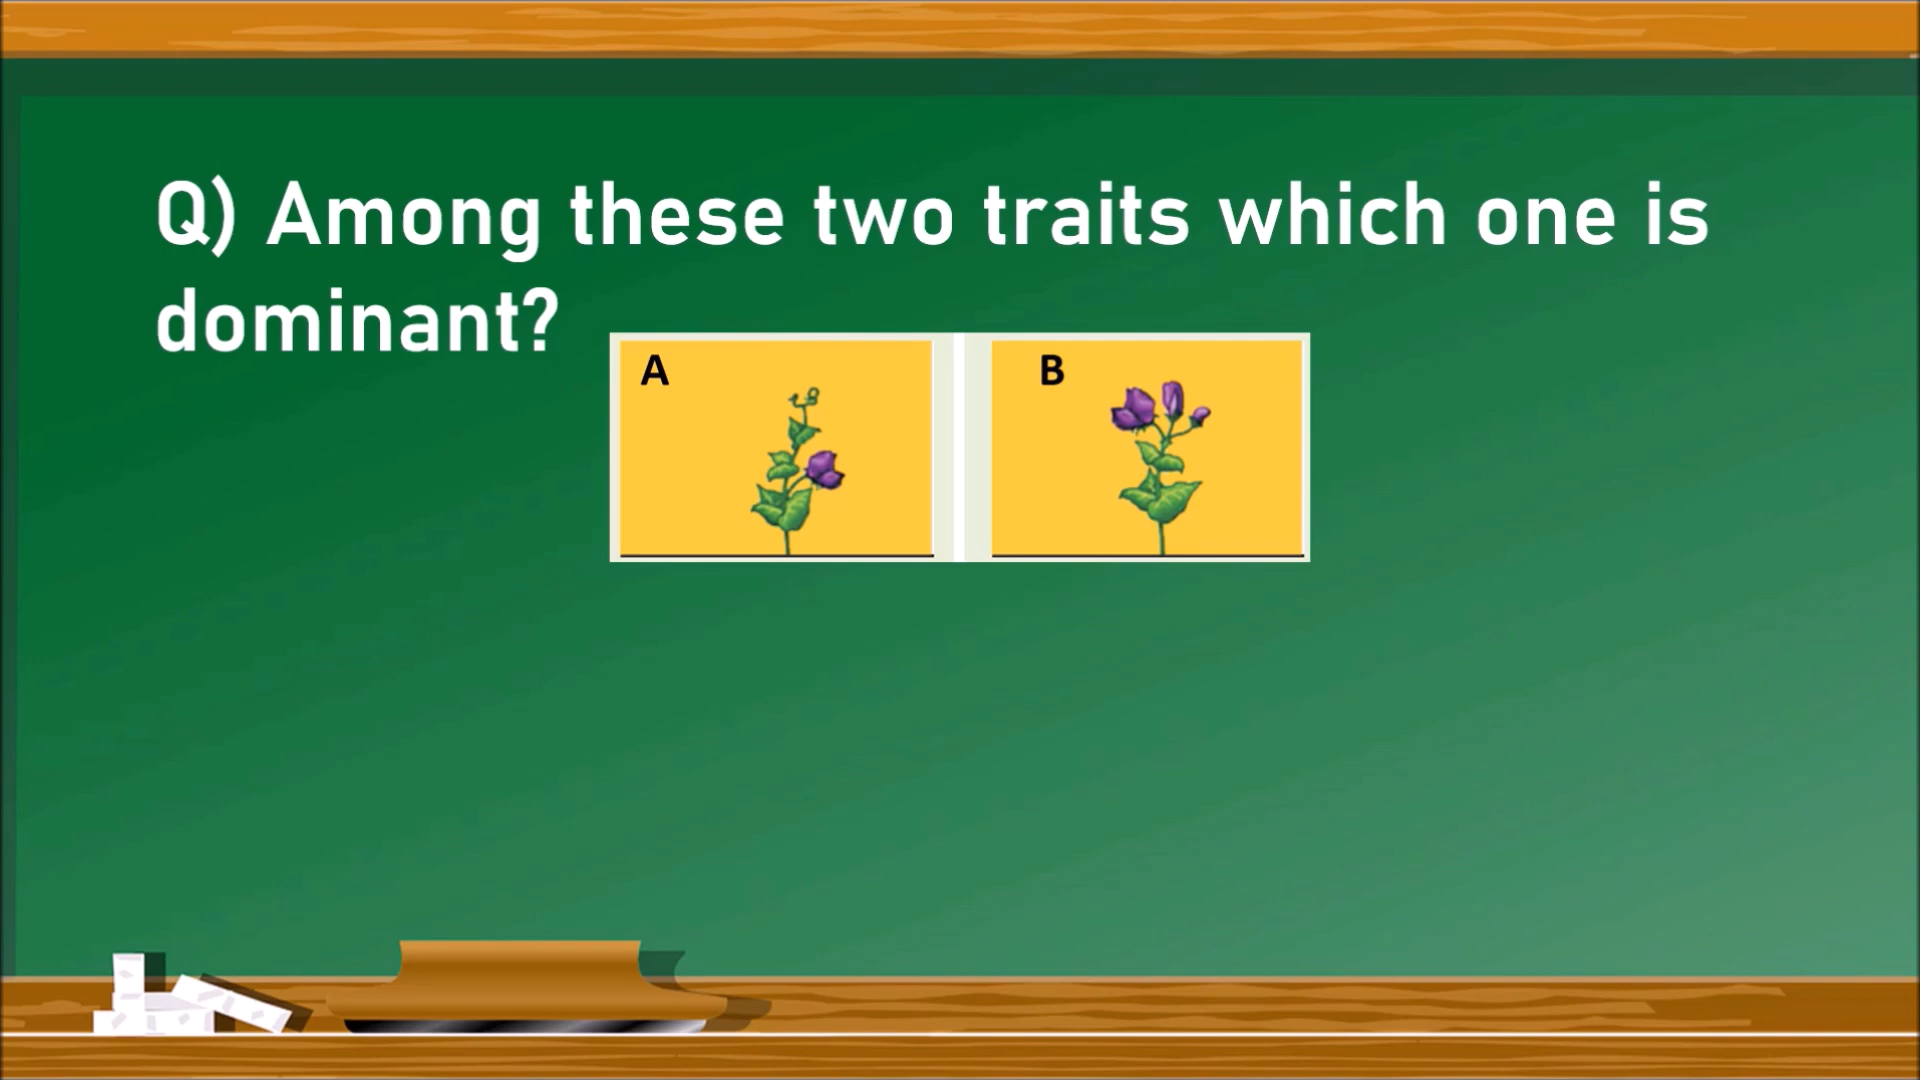 Q) Among these two traits which one is
dominant?
A
B